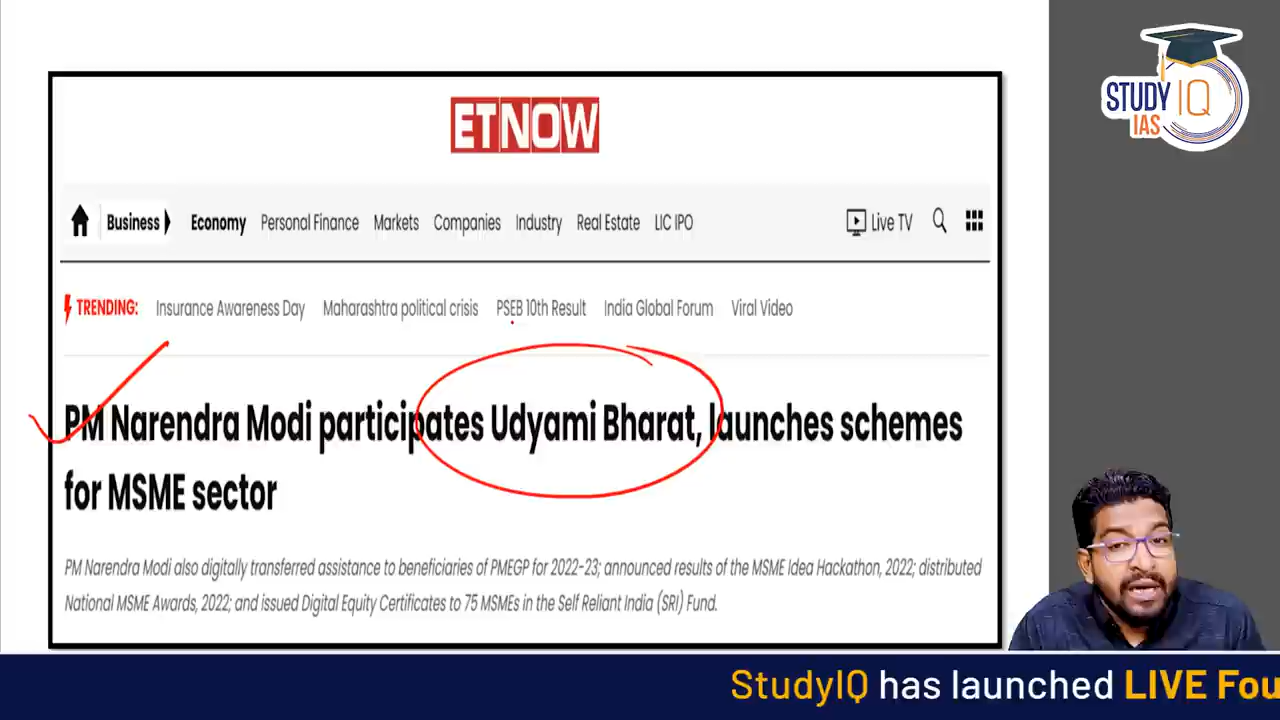 STUDY IQ
IAS
ETNOW
Business Economy Personal Finance Markets Companies Industry Real Estate LIC IPO Live TV
TRENDING: Insurance Awareness Day Maharashtra political crisis PSEB 10th Result India Global Forum Viral Video
PM Narendra Modi participates Udyami Bharat, launches schemes
for MSME sector
PM Narendra Modi also digitally transferred assistance to beneficiaries of PMEGP for 2022-23; announced results of the MSME Idea Hackathon, 2022; distributed
National MSME Awards, 2022; and issued Digital Equity Certificates to 75 MSMEs in the Self Reliant India (SRI) Fund.
StudyIQ has launched LIVE Fou